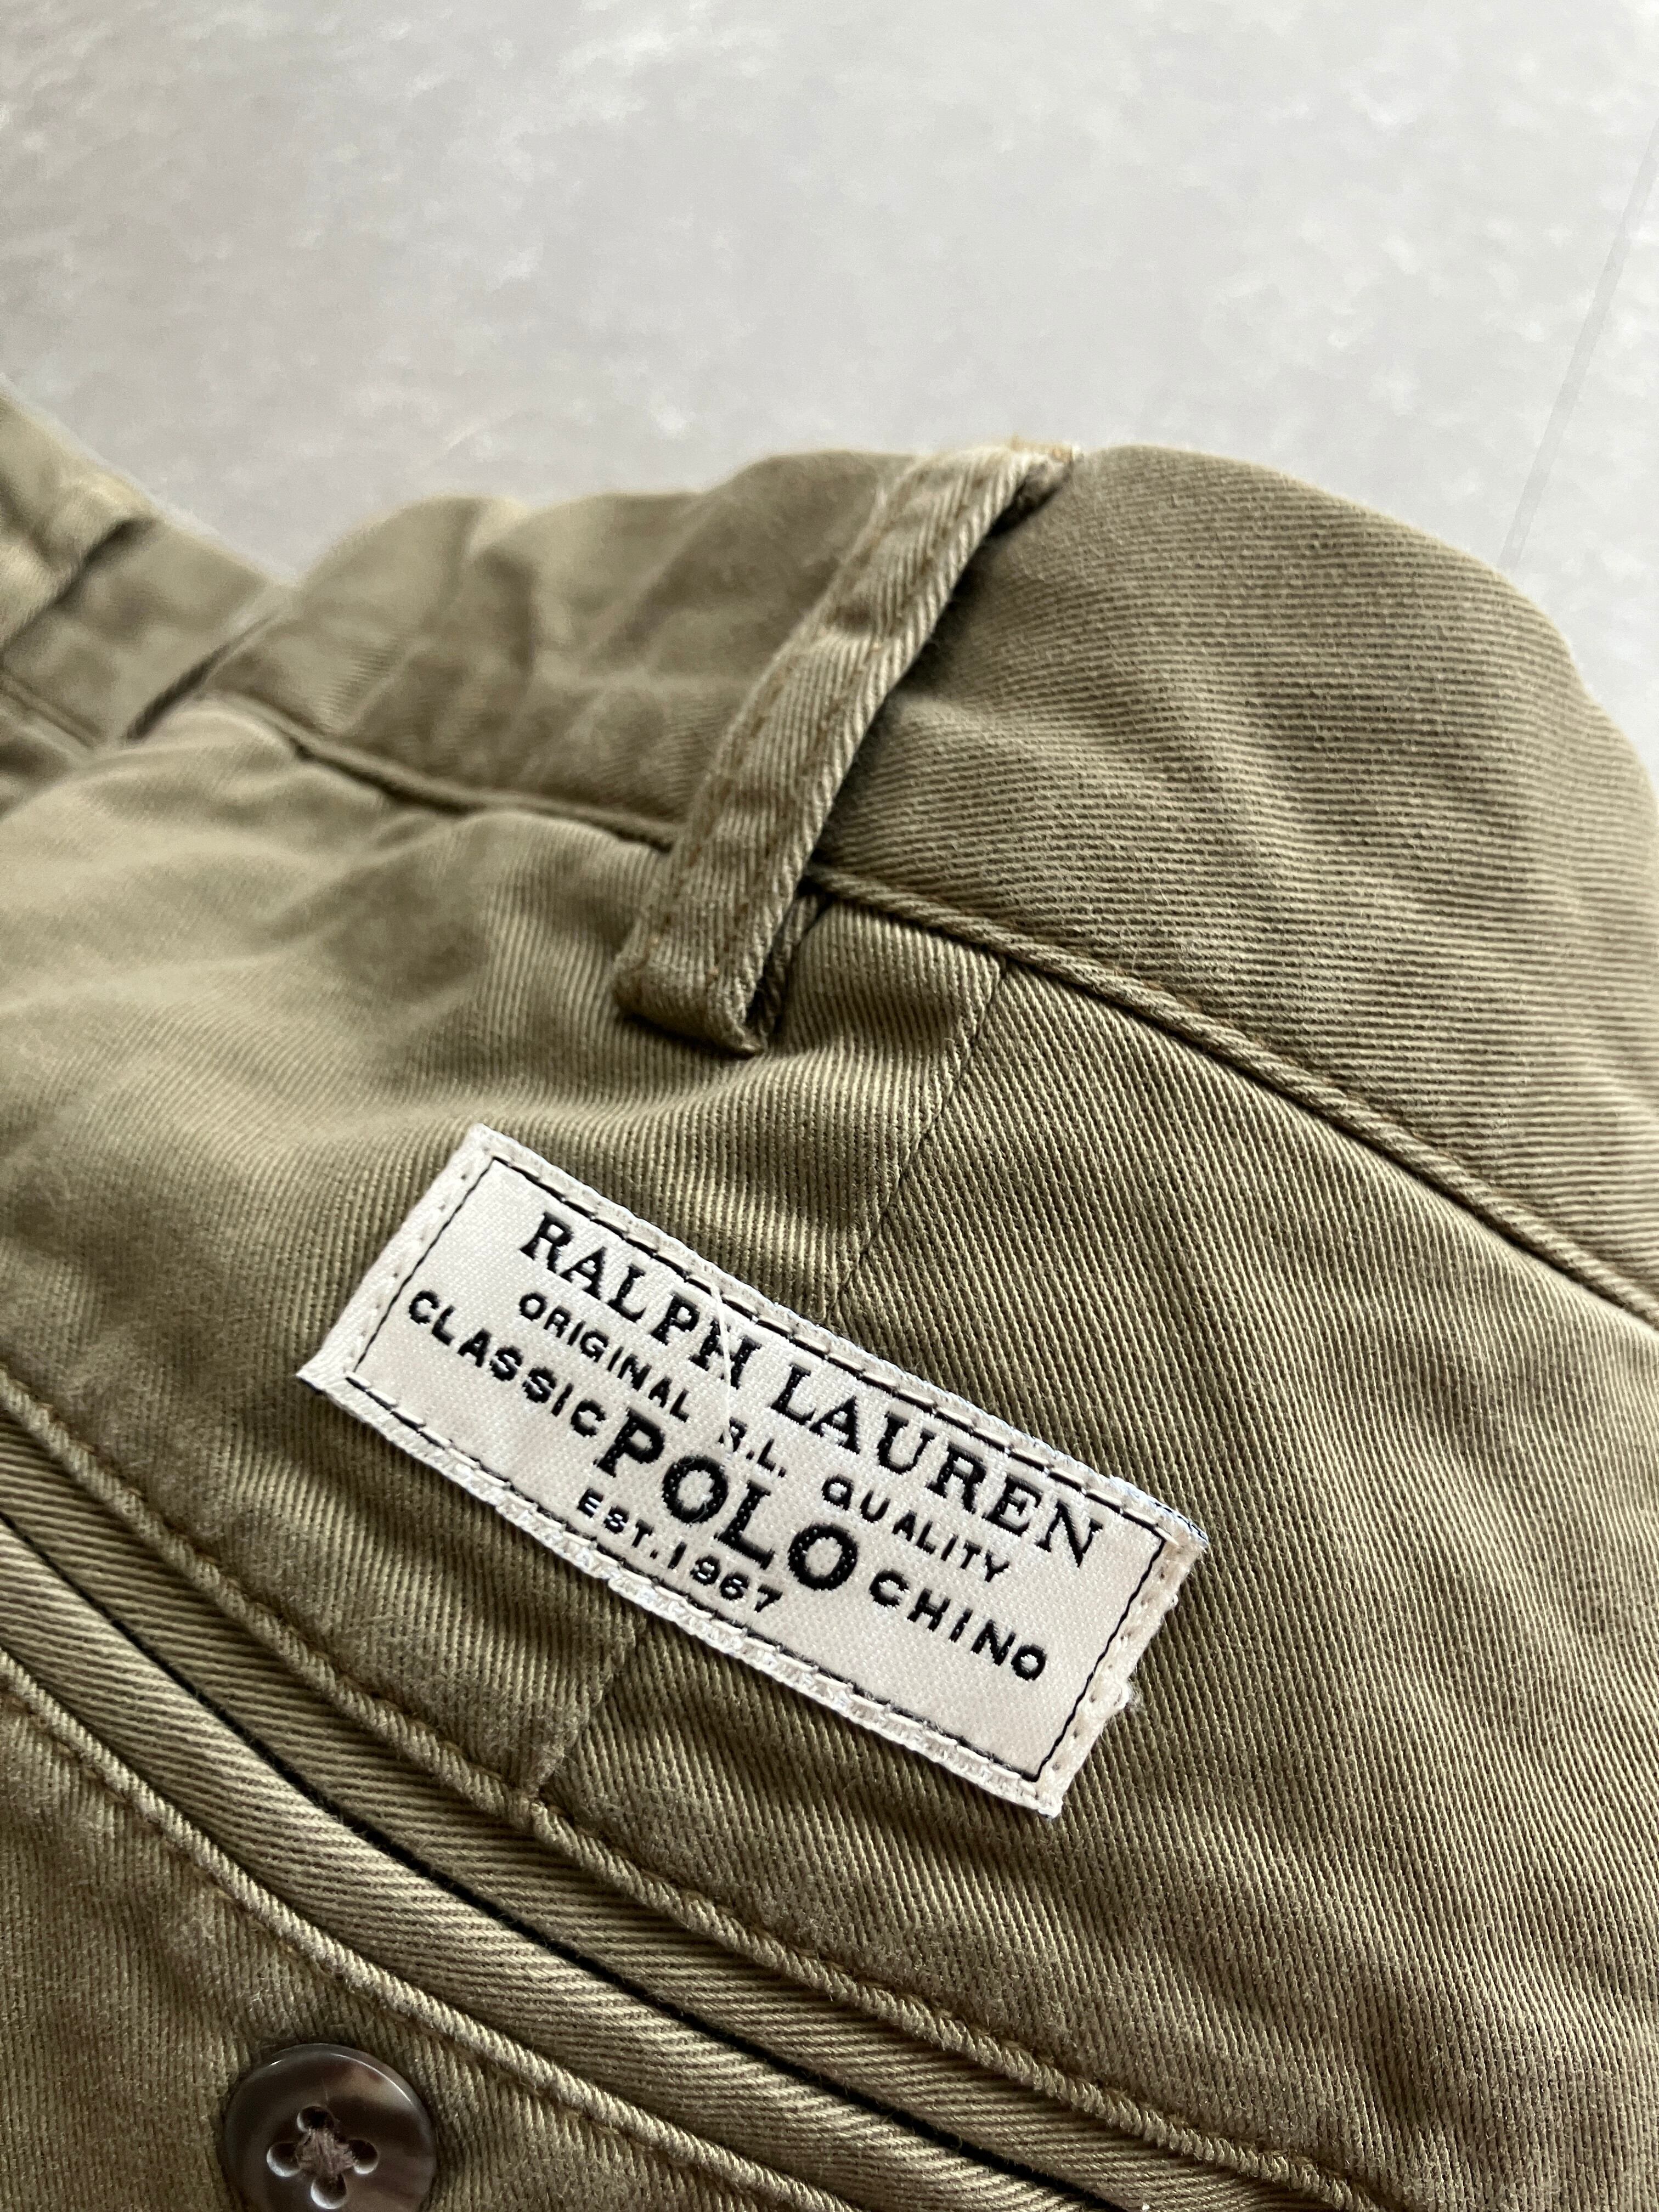 RALPH LAUREN
ORIGINAL R.L. QUALITY
CLASSIC POLO CHINO
EST. 1967